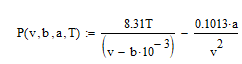 P(v,b,a,T) := 8.31T / (v − b·10^−3) − 0.1013·a / v^2